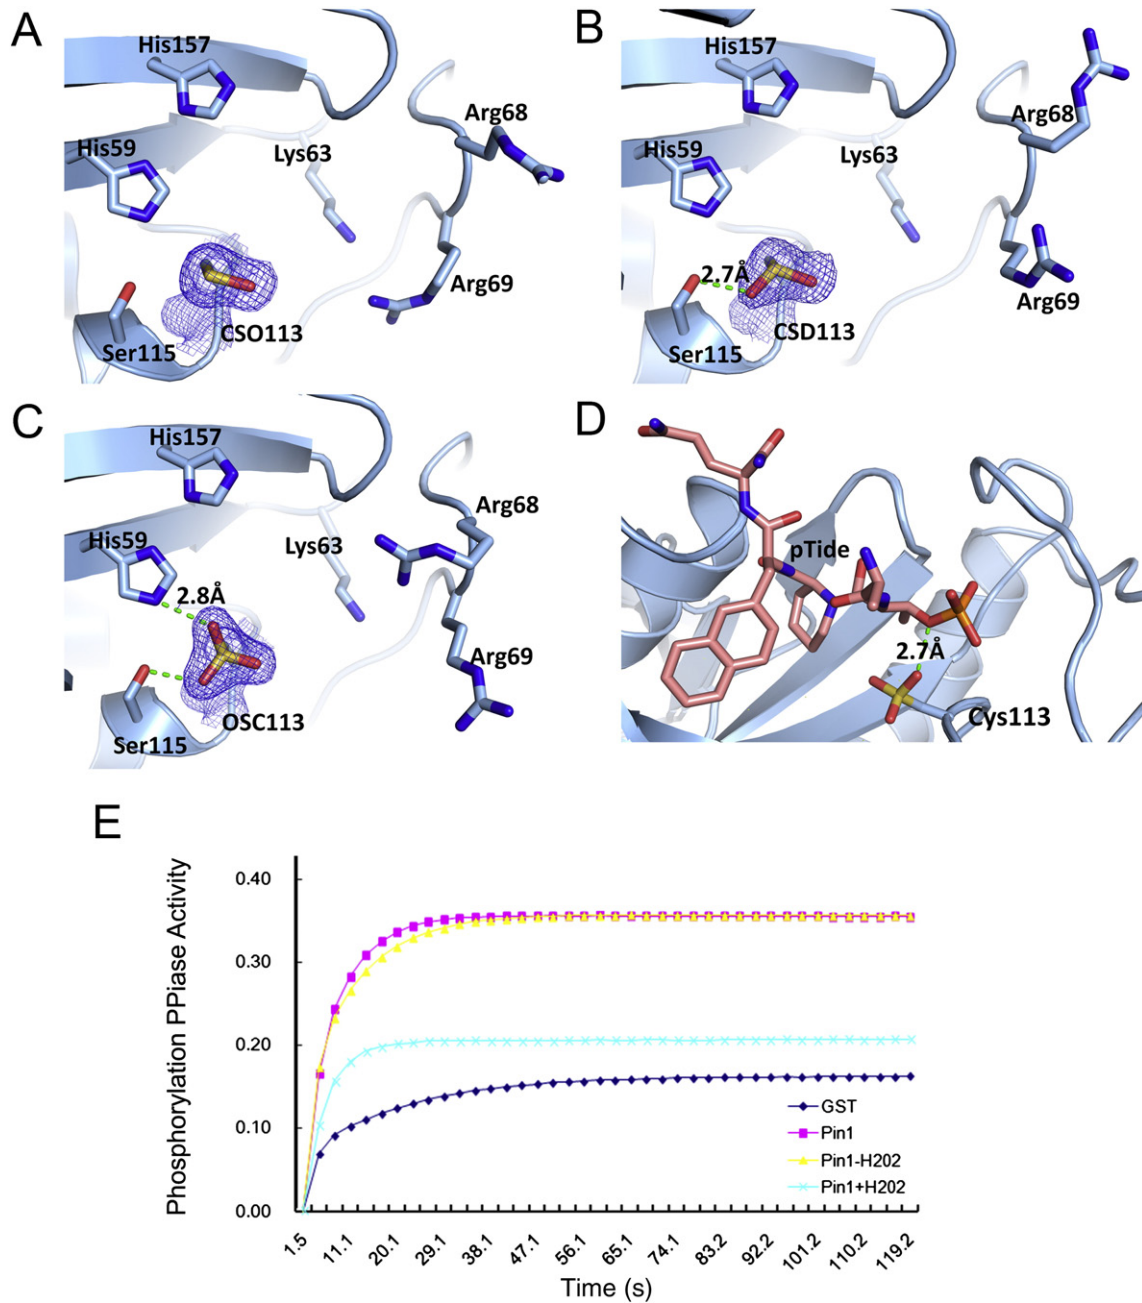 A
His157
His59
Lys63
Arg68
Arg69
Ser115
CSO113
B
His157
His59
Lys63
Arg68
Arg69
2.7Å
Ser115
CSD113
C
His157
His59
Lys63
Arg68
2.8Å
Arg69
Ser115
OSC113
D
pTide
2.7Å
Cys113
E
Phosphorylation PPiase Activity
0.40
0.30
0.20
0.10
0.00
GST
Pin1
Pin1-H202
Pin1+H202
1.5 11.1 20.1 29.1 38.1 47.1 56.1 65.1 74.1 83.2 92.2 101.2 110.2 119.2
Time (s)